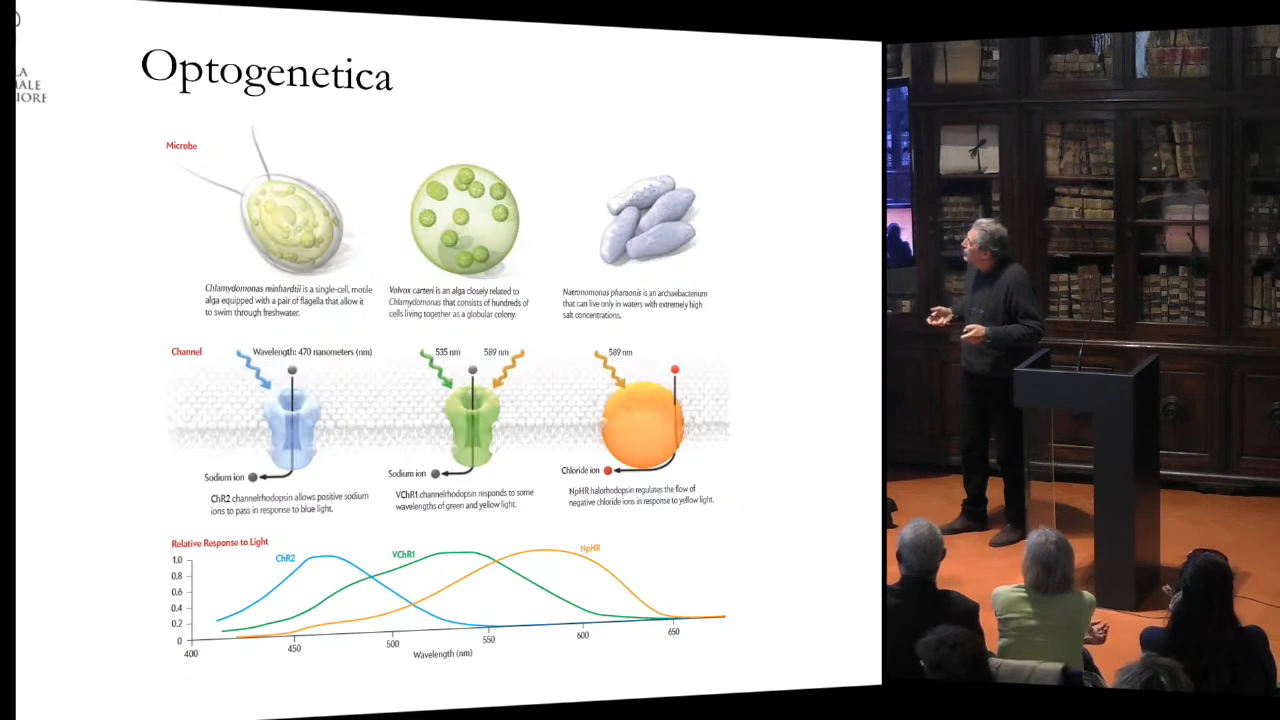 LA
IALE
IORE
Optogenetica
Microbe
Chlamydomonas reinhardtii is a single-cell, motile
alga equipped with a pair of flagella that allow it
to swim through freshwater.
Volvox carteri is an alga closely related to
Chlamydomonas that consists of hundreds of
cells living together as a globular colony.
Natronomonas pharaonis is an archaebacterium
that can live only in waters with extremely high
salt concentrations.
Channel
Wavelength: 470 nanometers (nm)
535 nm
589 nm
589 nm
Sodium ion
Sodium ion
Chloride ion
ChR2 channelrhodopsin allows positive sodium
ions to pass in response to blue light.
VChR1 channelrhodopsin responds to some
wavelengths of green and yellow light.
NpHR halorhodopsin regulates the flow of
negative chloride ions in response to yellow light.
Relative Response to Light
ChR2
VChR1
NpHR
1.0
0.8
0.6
0.4
0.2
0
400
450
500
550
600
650
Wavelength (nm)